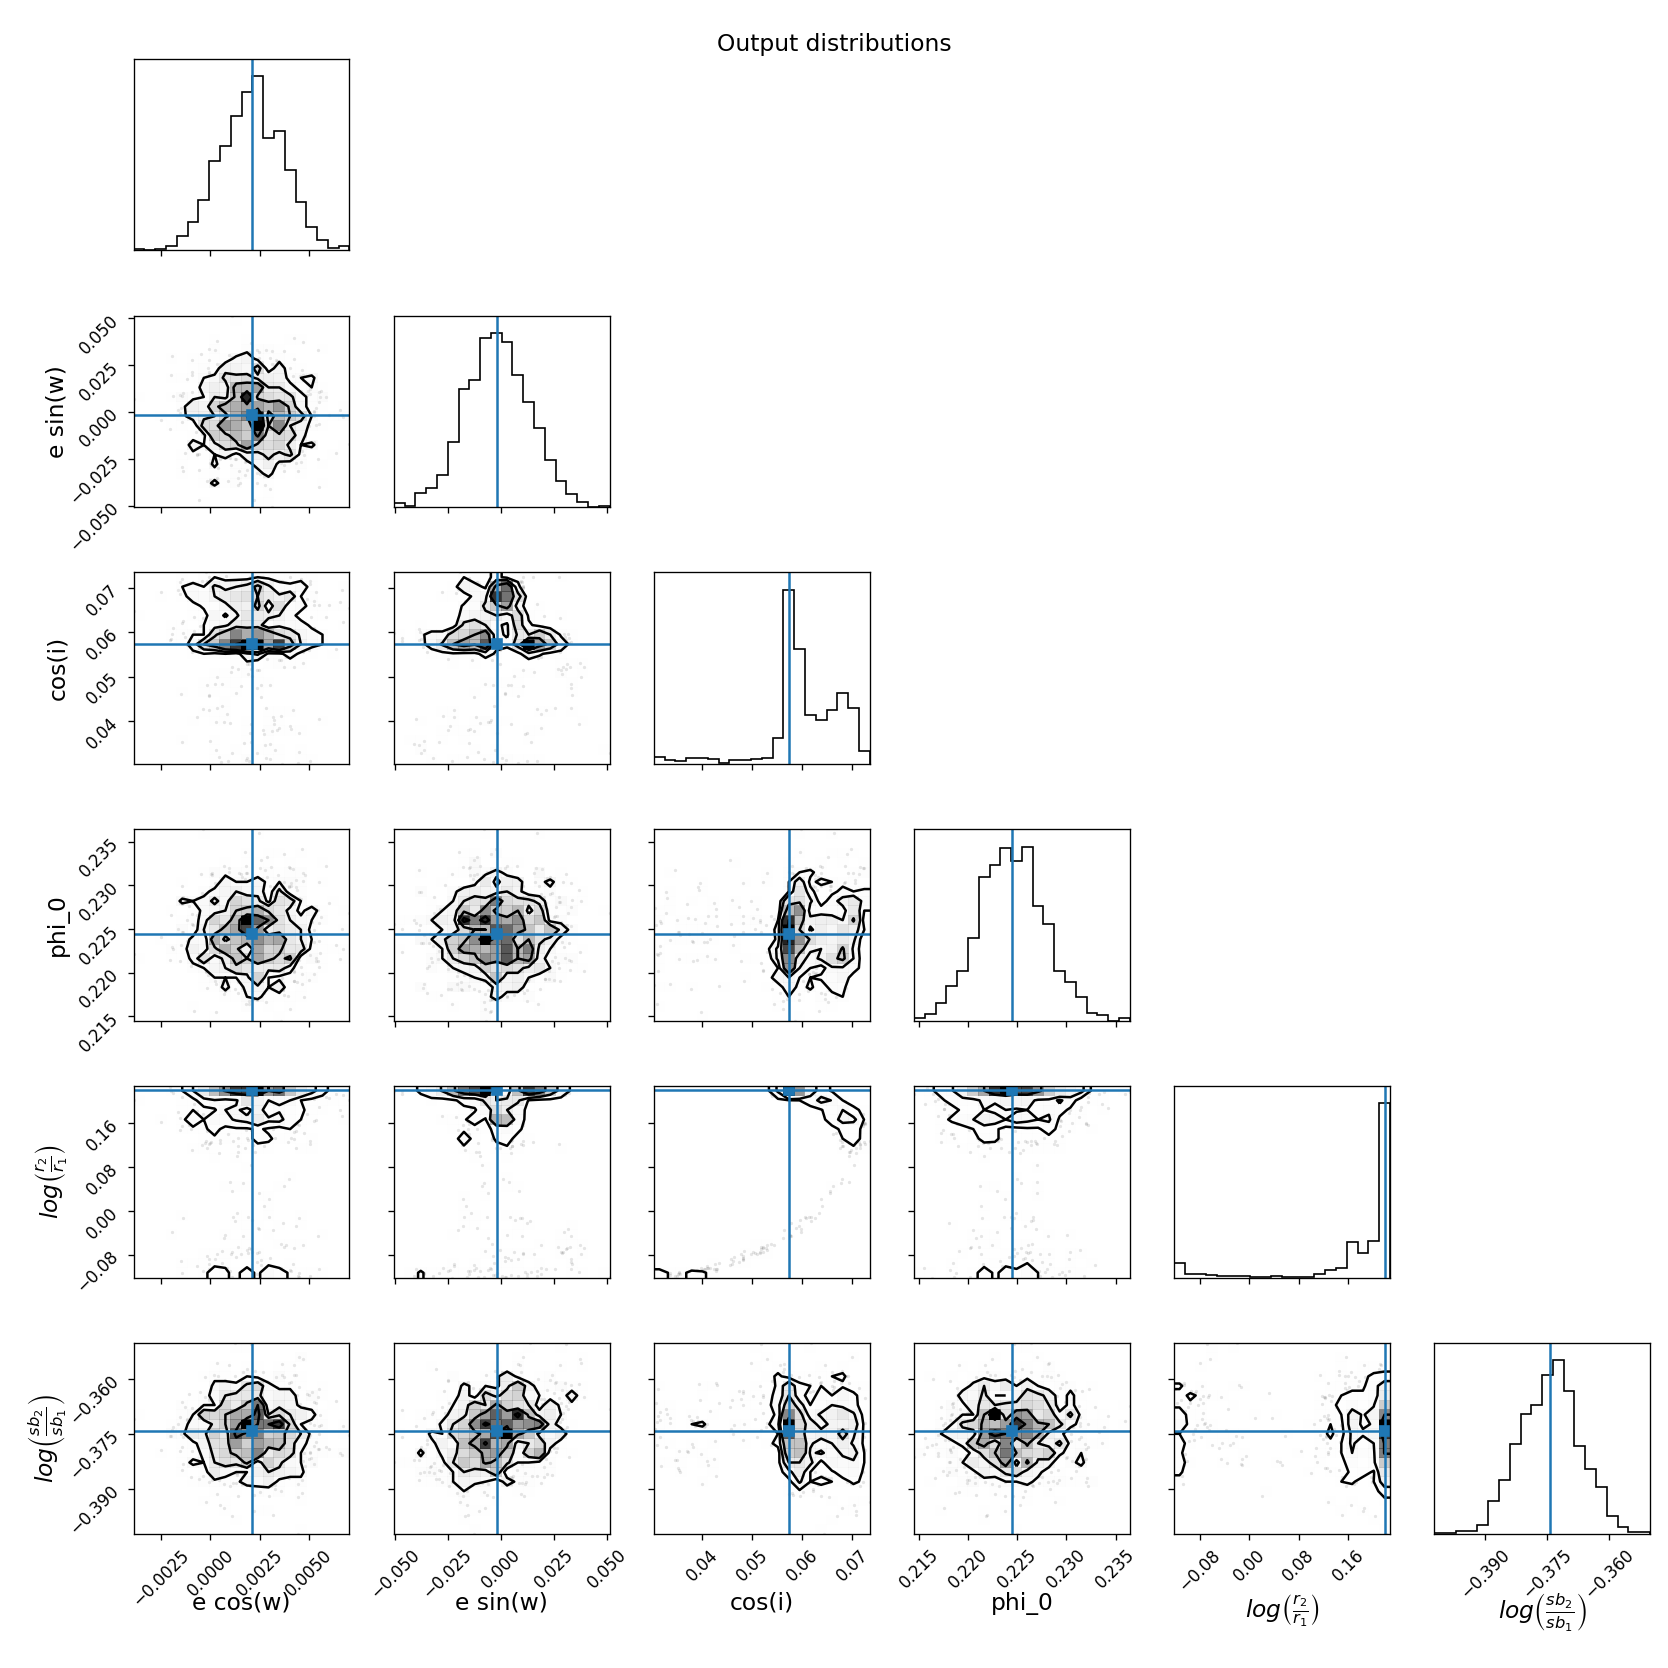 Output distributions
e sin(w)
0.050
0.025
0.000
−0.025
−0.050
cos(i)
0.07
0.06
0.05
0.04
phi_0
0.235
0.230
0.225
0.220
0.215
log(r₂/r₁)
0.16
0.08
0.00
−0.08
log(sb₂/sb₁)
−0.360
−0.375
−0.390
−0.0025 0.0000 0.0025 0.0050
−0.050 −0.025 0.000 0.025 0.050
0.04 0.05 0.06 0.07
0.215 0.220 0.225 0.230 0.235
−0.08 0.00 0.08 0.16
−0.390 −0.375 −0.360
e cos(w) e sin(w) cos(i) phi_0 log(r₂/r₁) log(sb₂/sb₁)